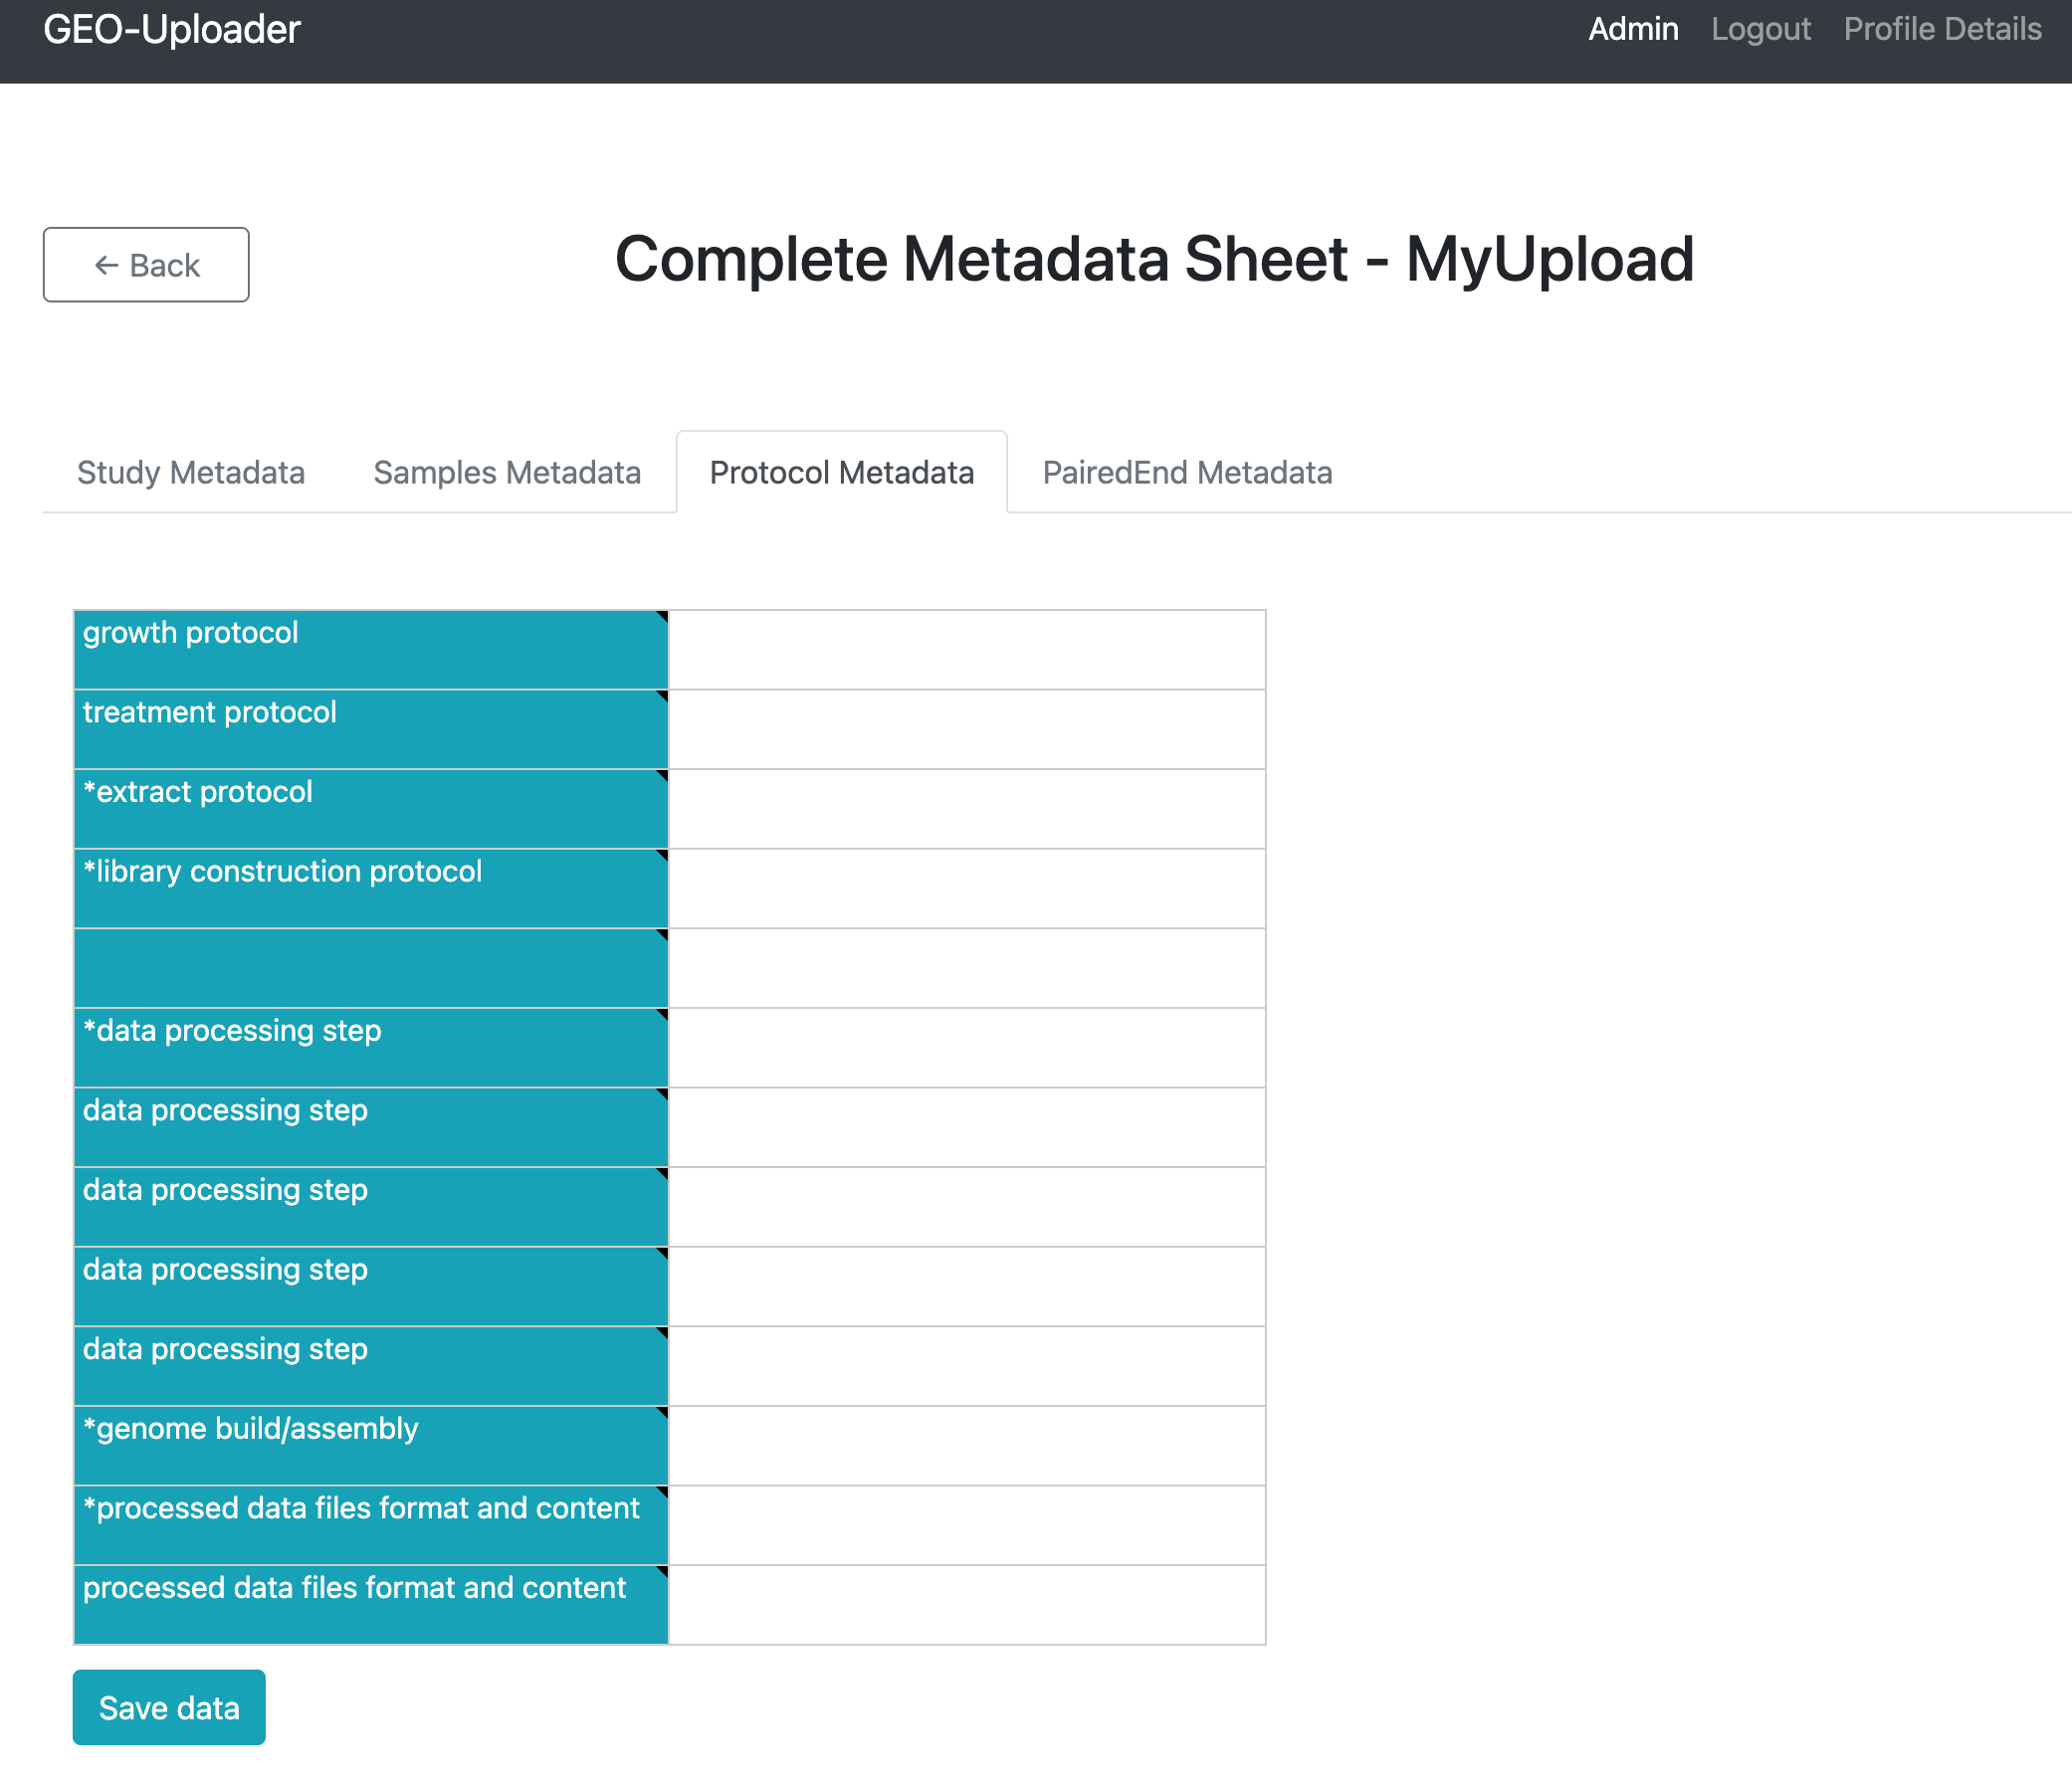 GEO-Uploader
Admin Logout Profile Details
← Back
Complete Metadata Sheet - MyUpload
Study Metadata Samples Metadata Protocol Metadata PairedEnd Metadata
growth protocol
treatment protocol
*extract protocol
*library construction protocol
*data processing step
data processing step
data processing step
data processing step
data processing step
*genome build/assembly
*processed data files format and content
processed data files format and content
Save data